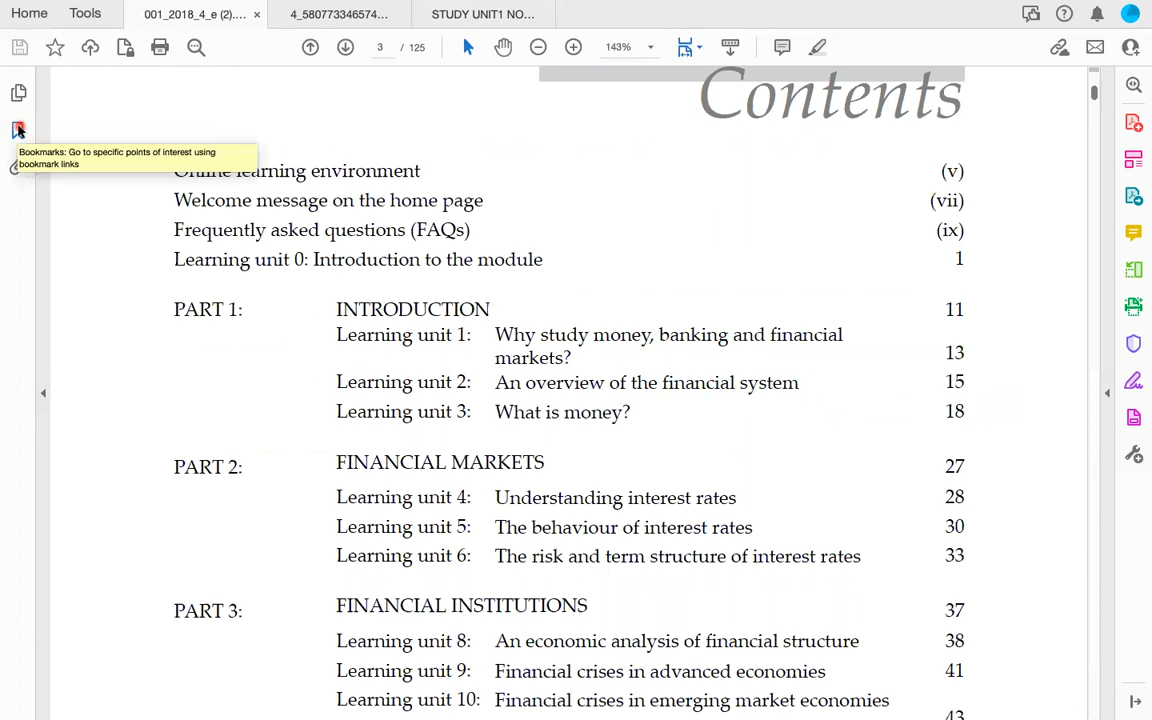 Home Tools 001_2018_4_e (2).... × 4_580773346574... STUDY UNIT1 NO...
3 / 125 143%
Contents
Bookmarks: Go to specific points of interest using
bookmark links
Online learning environment (v)
Welcome message on the home page (vii)
Frequently asked questions (FAQs) (ix)
Learning unit 0: Introduction to the module 1
PART 1: INTRODUCTION 11
Learning unit 1: Why study money, banking and financial
markets? 13
Learning unit 2: An overview of the financial system 15
Learning unit 3: What is money? 18
PART 2: FINANCIAL MARKETS 27
Learning unit 4: Understanding interest rates 28
Learning unit 5: The behaviour of interest rates 30
Learning unit 6: The risk and term structure of interest rates 33
PART 3: FINANCIAL INSTITUTIONS 37
Learning unit 8: An economic analysis of financial structure 38
Learning unit 9: Financial crises in advanced economies 41
Learning unit 10: Financial crises in emerging market economies
43